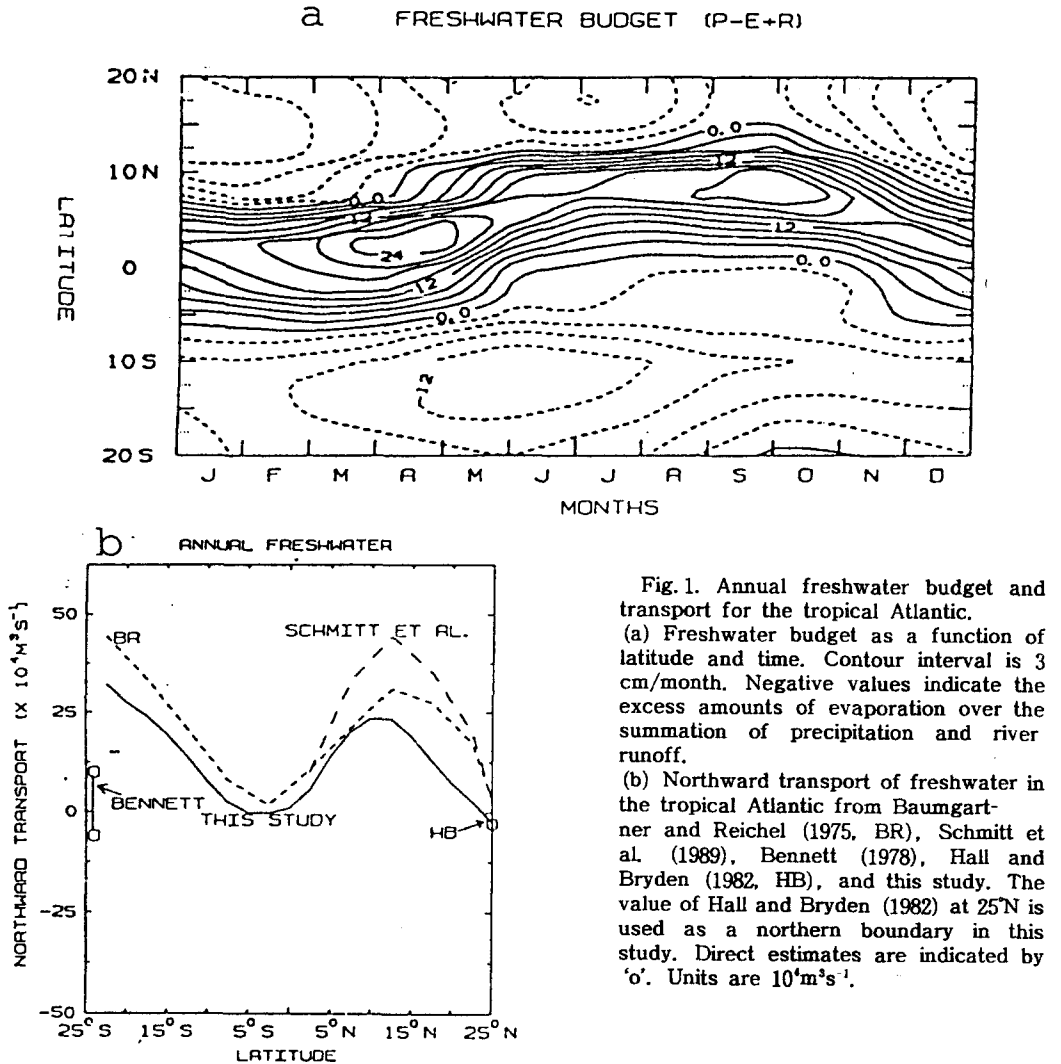 a FRESHWATER BUDGET (P-E+R)
20N
10N
0
10S
20S
LATITUDE
0.0
12
0.0
12
24
12
12
0.0
0.0
-12
J F M A M J J A S O N D
MONTHS
b ANNUAL FRESHWATER
NORTHWARD TRANSPORT (X 10⁴M³S⁻¹)
50
25
0
-25
-50
BR
SCHMITT ET AL.
BENNETT
THIS STUDY
HB
25°S 15°S 5°S 5°N 15°N 25°N
LATITUDE
Fig. 1. Annual freshwater budget and
transport for the tropical Atlantic.
(a) Freshwater budget as a function of
latitude and time. Contour interval is 3
cm/month. Negative values indicate the
excess amounts of evaporation over the
summation of precipitation and river
runoff.
(b) Northward transport of freshwater in
the tropical Atlantic from Baumgart-
ner and Reichel (1975, BR), Schmitt et
al. (1989), Bennett (1978), Hall and
Bryden (1982, HB), and this study. The
value of Hall and Bryden (1982) at 25°N is
used as a northern boundary in this
study. Direct estimates are indicated by
'o'. Units are 10⁴m³s⁻¹.